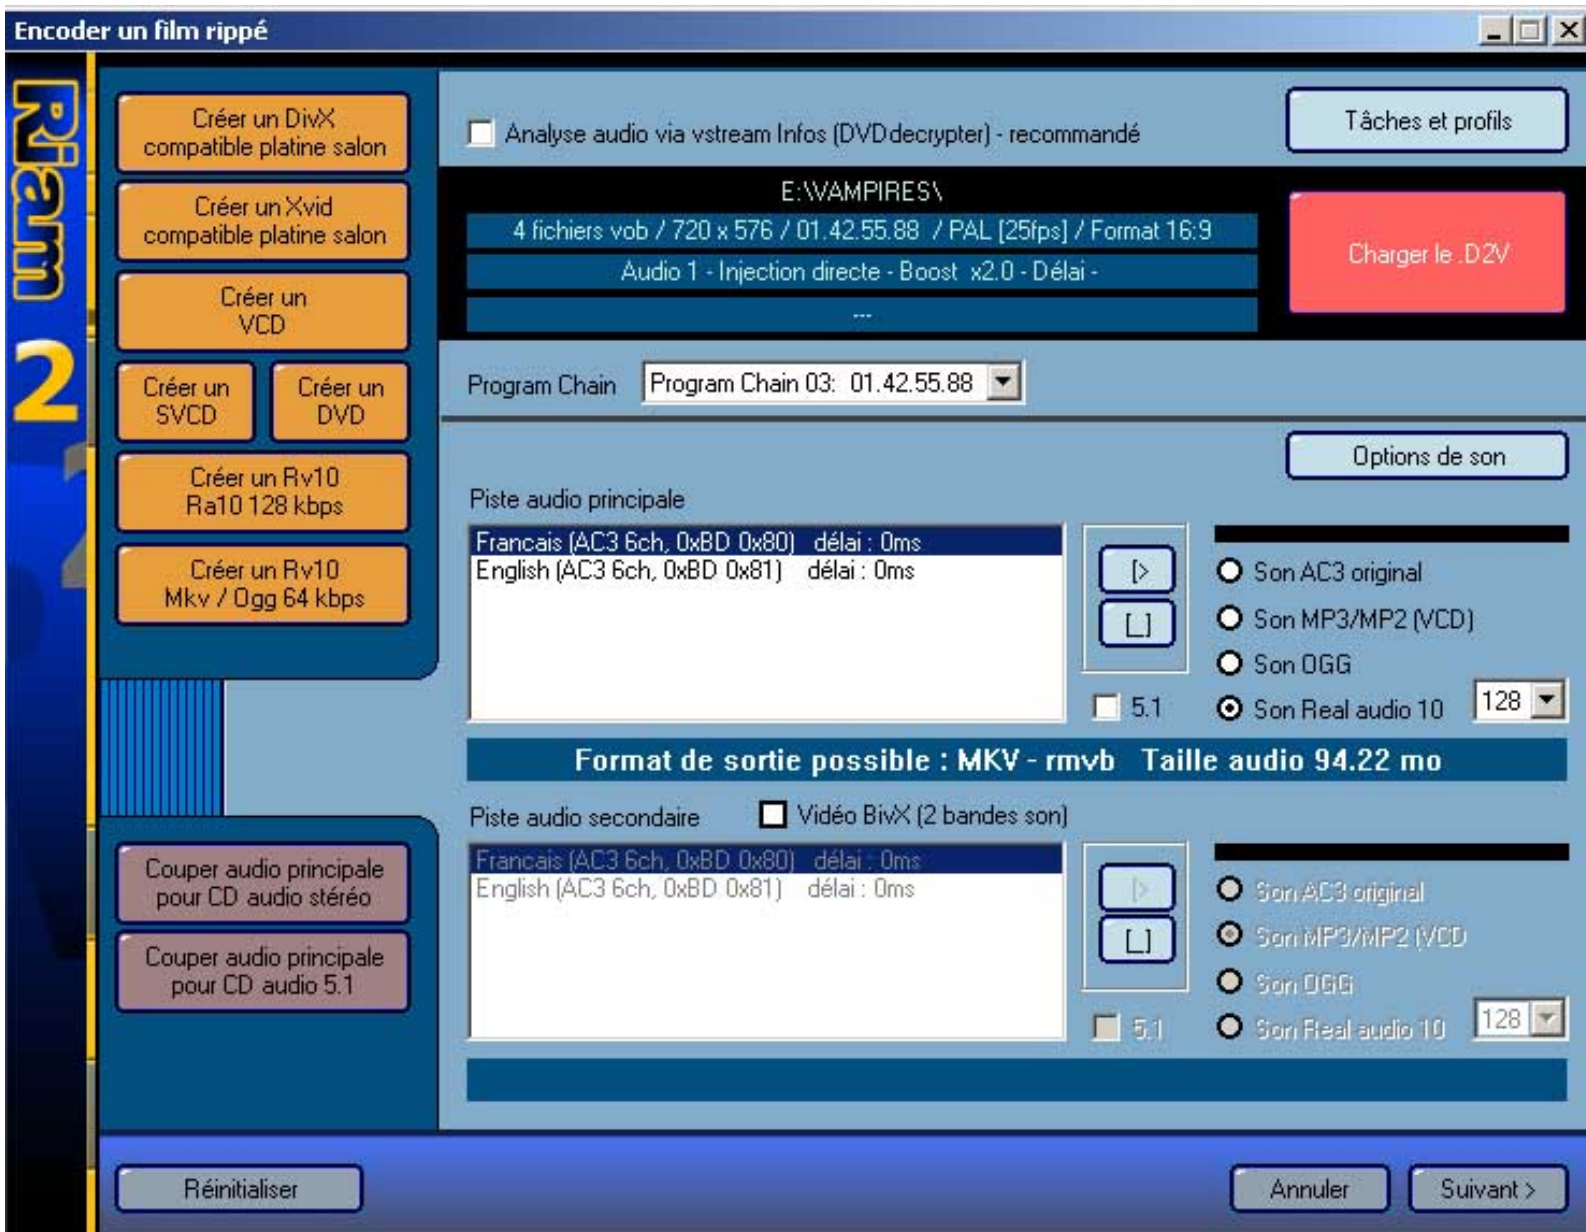 Encoder un film rippé
Riam 2
Créer un DivX
compatible platine salon
Créer un Xvid
compatible platine salon
Créer un
VCD
Créer un
SVCD
Créer un
DVD
Créer un Rv10
Ra10 128 kbps
Créer un Rv10
Mkv / Ogg 64 kbps
Couper audio principale
pour CD audio stéréo
Couper audio principale
pour CD audio 5.1
Analyse audio via vstream Infos (DVDdecrypter) - recommandé
Tâches et profils
E:\VAMPIRES\
4 fichiers vob / 720 x 576 / 01.42.55.88 / PAL [25fps] / Format 16:9
Audio 1 - Injection directe - Boost x2.0 - Délai -
---
Charger le .D2V
Program Chain
Program Chain 03: 01.42.55.88
Options de son
Piste audio principale
Francais (AC3 6ch, 0xBD 0x80) délai : 0ms
English (AC3 6ch, 0xBD 0x81) délai : 0ms
[>
[_]
5.1
Son AC3 original
Son MP3/MP2 (VCD)
Son OGG
Son Real audio 10
128
Format de sortie possible : MKV - rmvb Taille audio 94.22 mo
Piste audio secondaire
Vidéo BivX (2 bandes son)
Francais (AC3 6ch, 0xBD 0x80) délai : 0ms
English (AC3 6ch, 0xBD 0x81) délai : 0ms
[>
[_]
5.1
Son AC3 original
Son MP3/MP2 (VCD
Son OGG
Son Real audio 10
128
Réinitialiser
Annuler
Suivant >